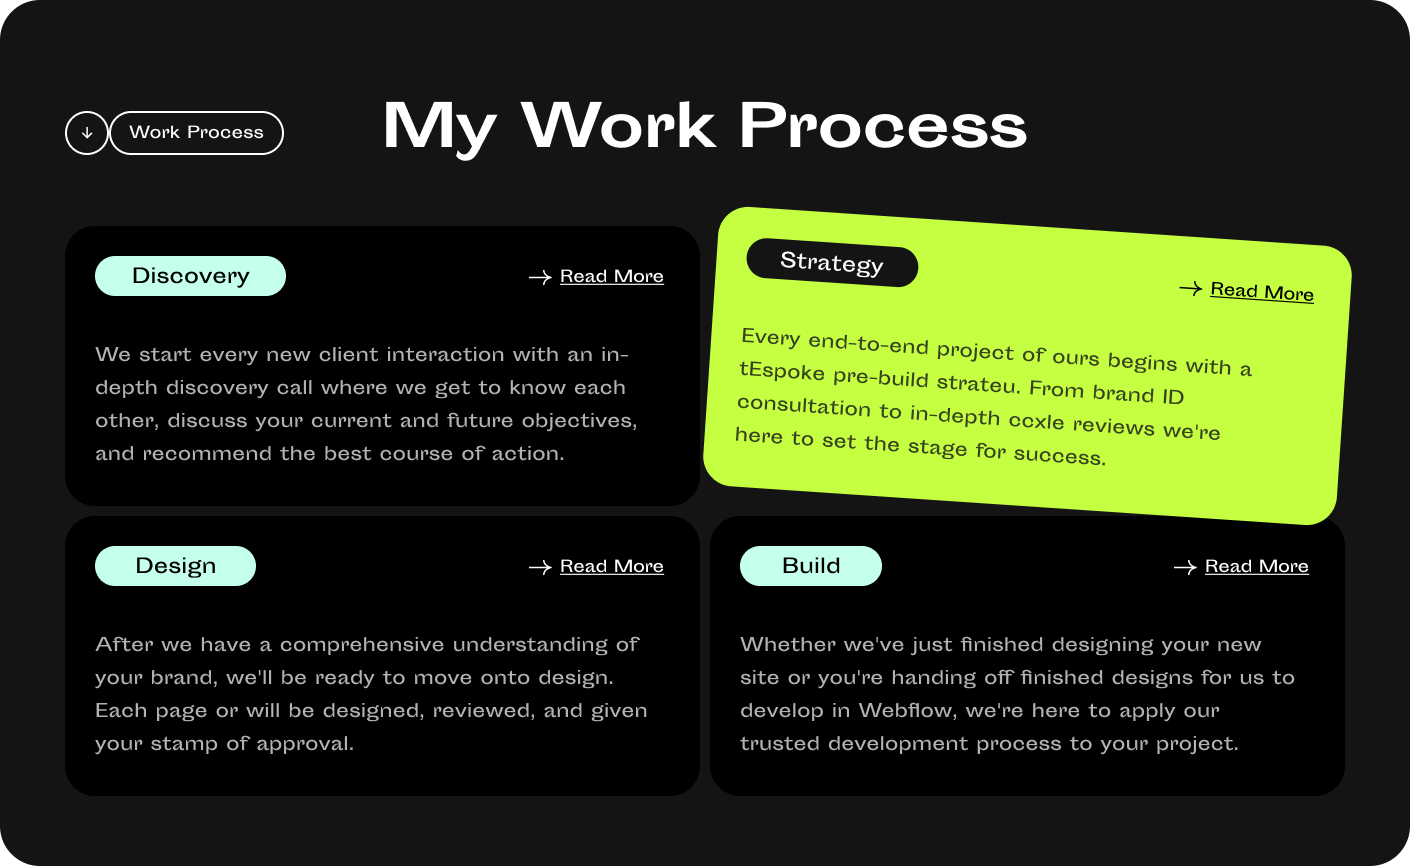 Work Process
My Work Process
Discovery
Read More
We start every new client interaction with an in-
depth discovery call where we get to know each
other, discuss your current and future objectives,
and recommend the best course of action.
Strategy
Read More
Every end-to-end project of ours begins with a
tEspoke pre-build strateu. From brand ID
consultation to in-depth ccxle reviews we're
here to set the stage for success.
Design
Read More
After we have a comprehensive understanding of
your brand, we'll be ready to move onto design.
Each page or will be designed, reviewed, and given
your stamp of approval.
Build
Read More
Whether we've just finished designing your new
site or you're handing off finished designs for us to
develop in Webflow, we're here to apply our
trusted development process to your project.